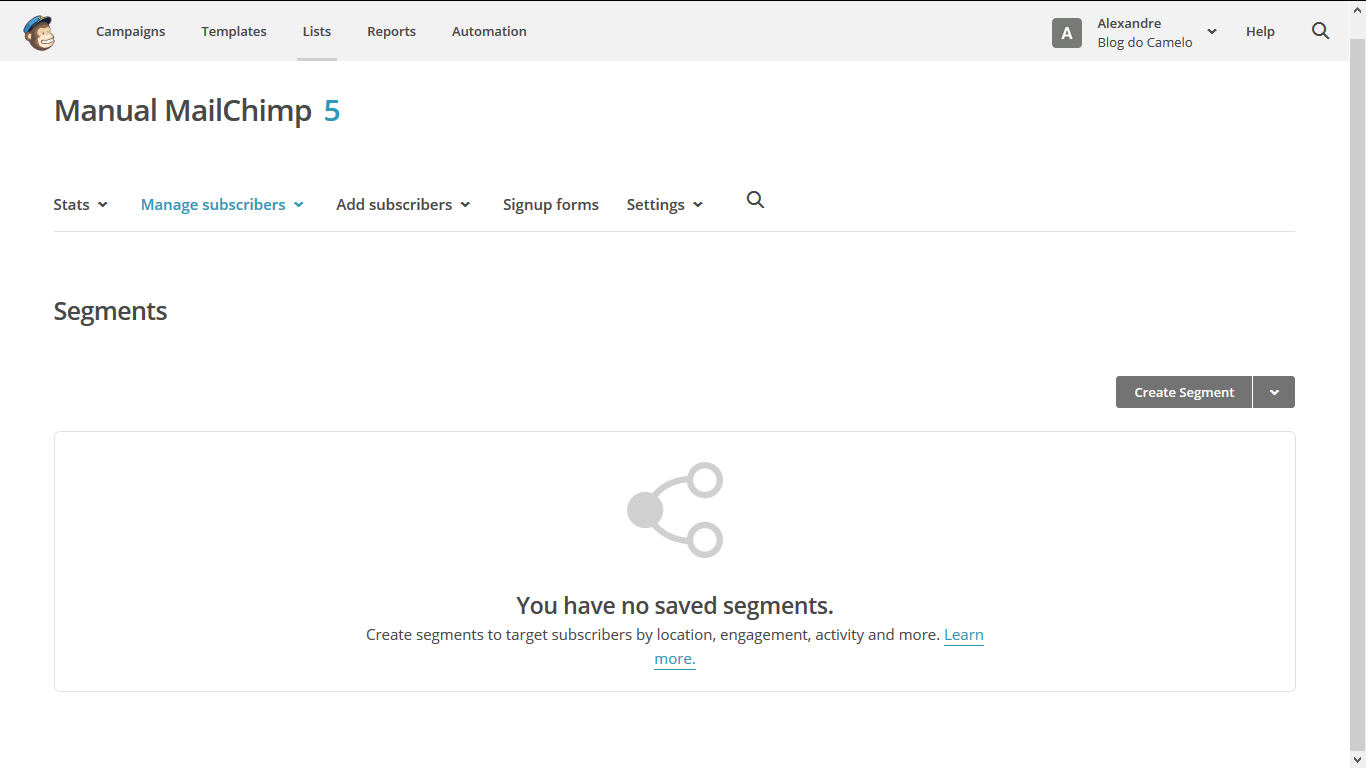 Campaigns Templates Lists Reports Automation
A
Alexandre
Blog do Camelo
Help
Manual MailChimp 5
Stats Manage subscribers Add subscribers Signup forms Settings
Segments
Create Segment
You have no saved segments.
Create segments to target subscribers by location, engagement, activity and more. Learn
more.